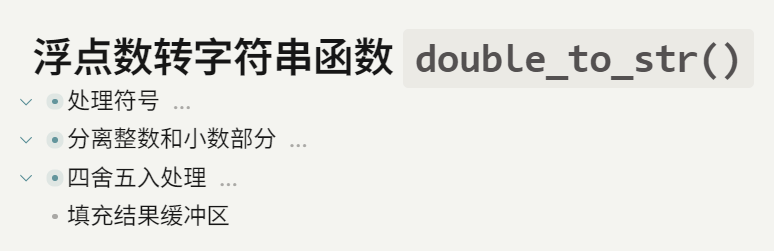 浮点数转字符串函数 double_to_str()
处理符号 ...
分离整数和小数部分 ...
四舍五入处理 ...
填充结果缓冲区